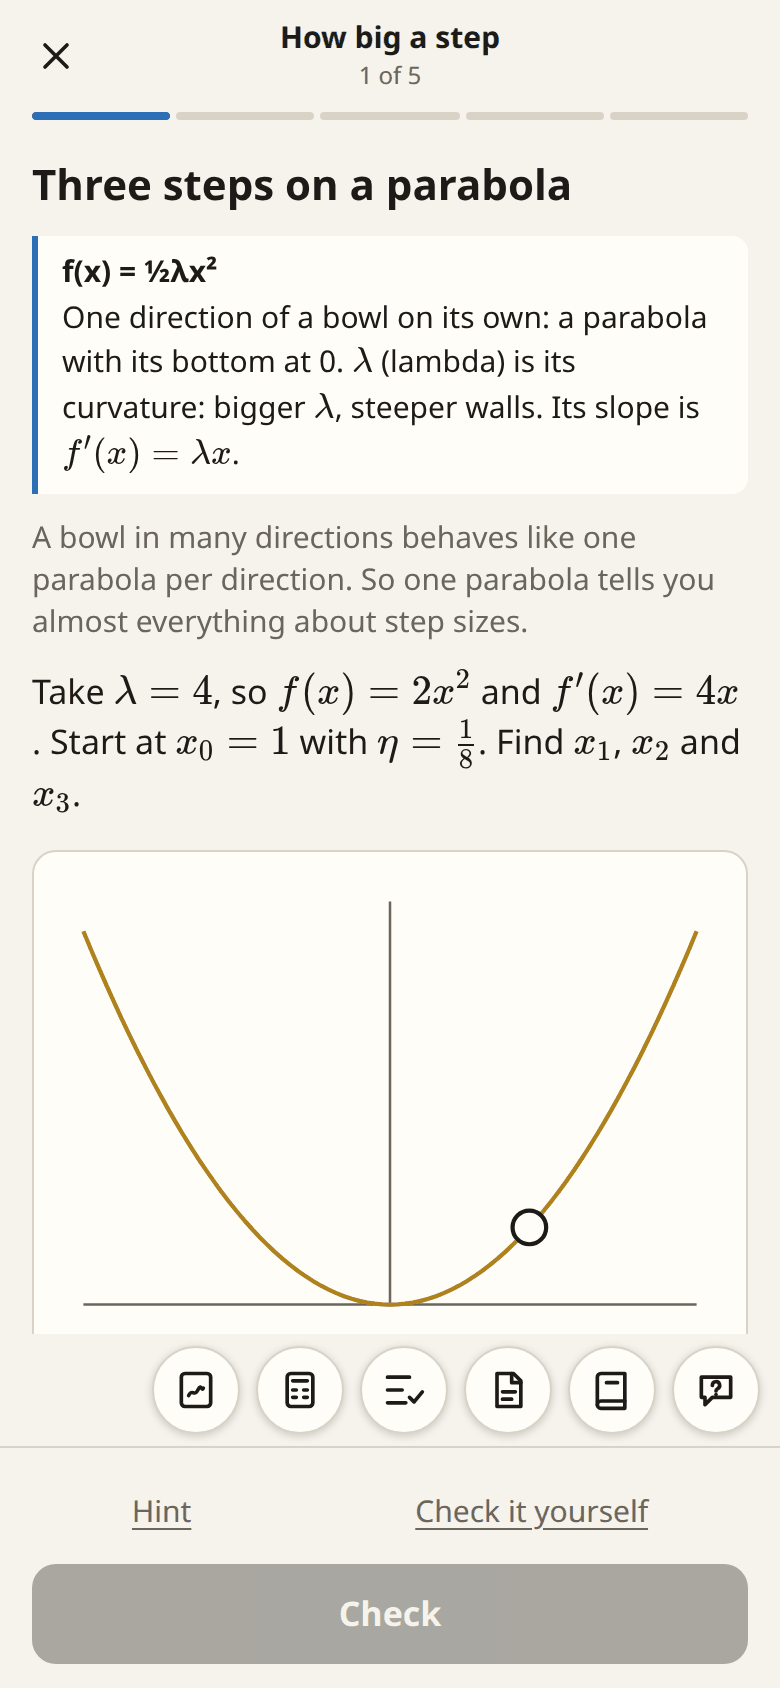 How big a step
1 of 5
Three steps on a parabola
f(x) = ½λx²
One direction of a bowl on its own: a parabola
with its bottom at 0. λ (lambda) is its
curvature: bigger λ, steeper walls. Its slope is
f′(x) = λx.
A bowl in many directions behaves like one
parabola per direction. So one parabola tells you
almost everything about step sizes.
Take λ = 4, so f(x) = 2x² and f′(x) = 4x
. Start at x₀ = 1 with η = 1/8. Find x₁, x₂ and
x₃.
Hint
Check it yourself
Check